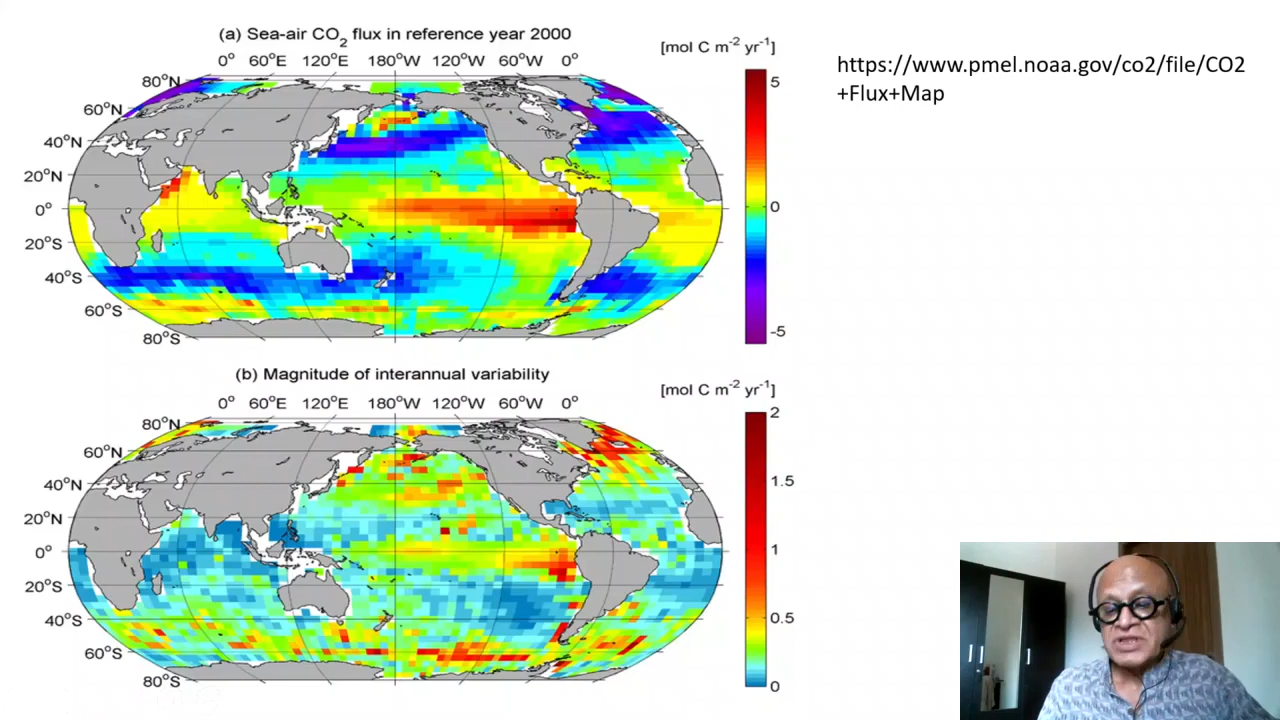 (a) Sea-air CO2 flux in reference year 2000
[mol C m-2 yr-1]
0° 60°E 120°E 180°W 120°W 60°W 0°
80°N
60°N
40°N
20°N
0°
20°S
40°S
60°S
80°S
5
0
-5
https://www.pmel.noaa.gov/co2/file/CO2
+Flux+Map
(b) Magnitude of interannual variability
[mol C m-2 yr-1]
0° 60°E 120°E 180°W 120°W 60°W 0°
80°N
60°N
40°N
20°N
0°
20°S
40°S
60°S
80°S
2
1.5
1
0.5
0